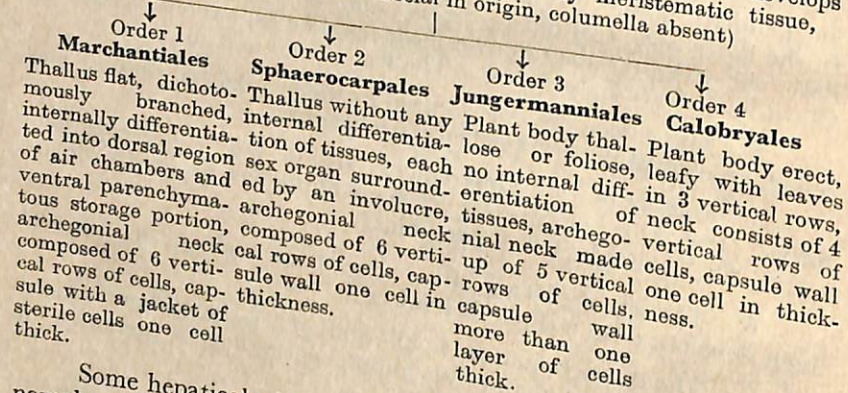 meristematic tissue,
in origin, columella absent)
Order 1
Marchantiales
Thallus flat, dichoto-
mously branched,
internally differentia-
ted into dorsal region
of air chambers and
ventral parenchyma-
tous storage portion,
archegonial neck
composed of 6 verti-
cal rows of cells, cap-
sule with a jacket of
sterile cells one cell
thick.
Order 2
Sphaerocarpales
Thallus without any
internal differentia-
tion of tissues, each
sex organ surround-
ed by an involucre,
archegonial neck
composed of 6 verti-
cal rows of cells, cap-
sule wall one cell in
thickness.
Order 3
Jungermanniales
Plant body thal-
lose or foliose,
no internal diff-
erentiation of
tissues, archego-
nial neck made
up of 5 vertical
rows of cells,
capsule wall
more than one
layer of cells
thick.
Order 4
Calobryales
Plant body erect,
leafy with leaves
in 3 vertical rows,
neck consists of 4
vertical rows of
cells, capsule wall
one cell in thick-
ness.
Some